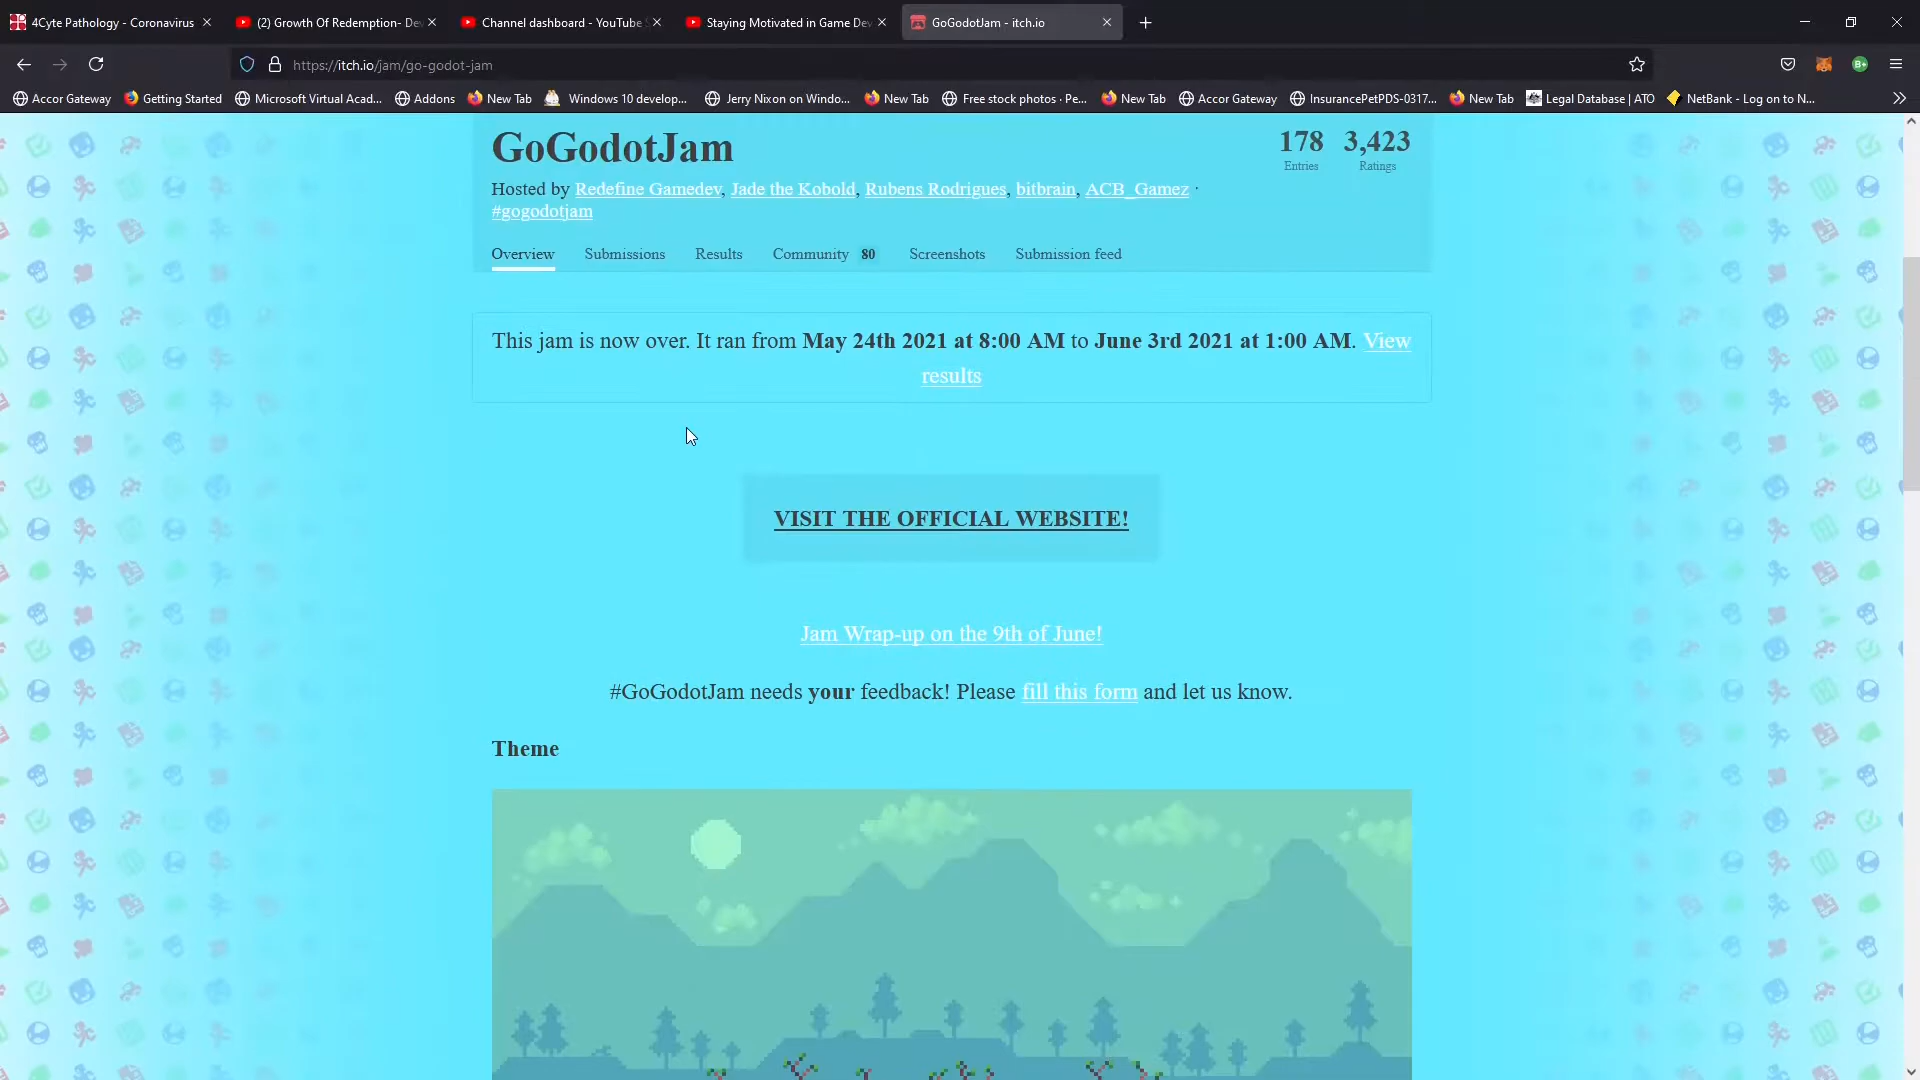 4Cyte Pathology - Coronavirus
(2) Growth Of Redemption- Dev
Channel dashboard - YouTube S
Staying Motivated in Game Dev
GoGodotJam - itch.io
https://itch.io/jam/go-godot-jam
Accor Gateway
Getting Started
Microsoft Virtual Acad...
Addons
New Tab
Windows 10 develop...
Jerry Nixon on Windo...
New Tab
Free stock photos · Pe...
New Tab
Accor Gateway
InsurancePetPDS-0317...
New Tab
Legal Database | ATO
NetBank - Log on to N...
B+
GoGodotJam
178
Entries
3,423
Ratings
Hosted by Redefine Gamedev, Jade the Kobold, Rubens Rodrigues, bitbrain, ACB_Gamez ·
#gogodotjam
Overview
Submissions
Results
Community 80
Screenshots
Submission feed
This jam is now over. It ran from May 24th 2021 at 8:00 AM to June 3rd 2021 at 1:00 AM. View
results
VISIT THE OFFICIAL WEBSITE!
Jam Wrap-up on the 9th of June!
#GoGodotJam needs your feedback! Please fill this form and let us know.
Theme